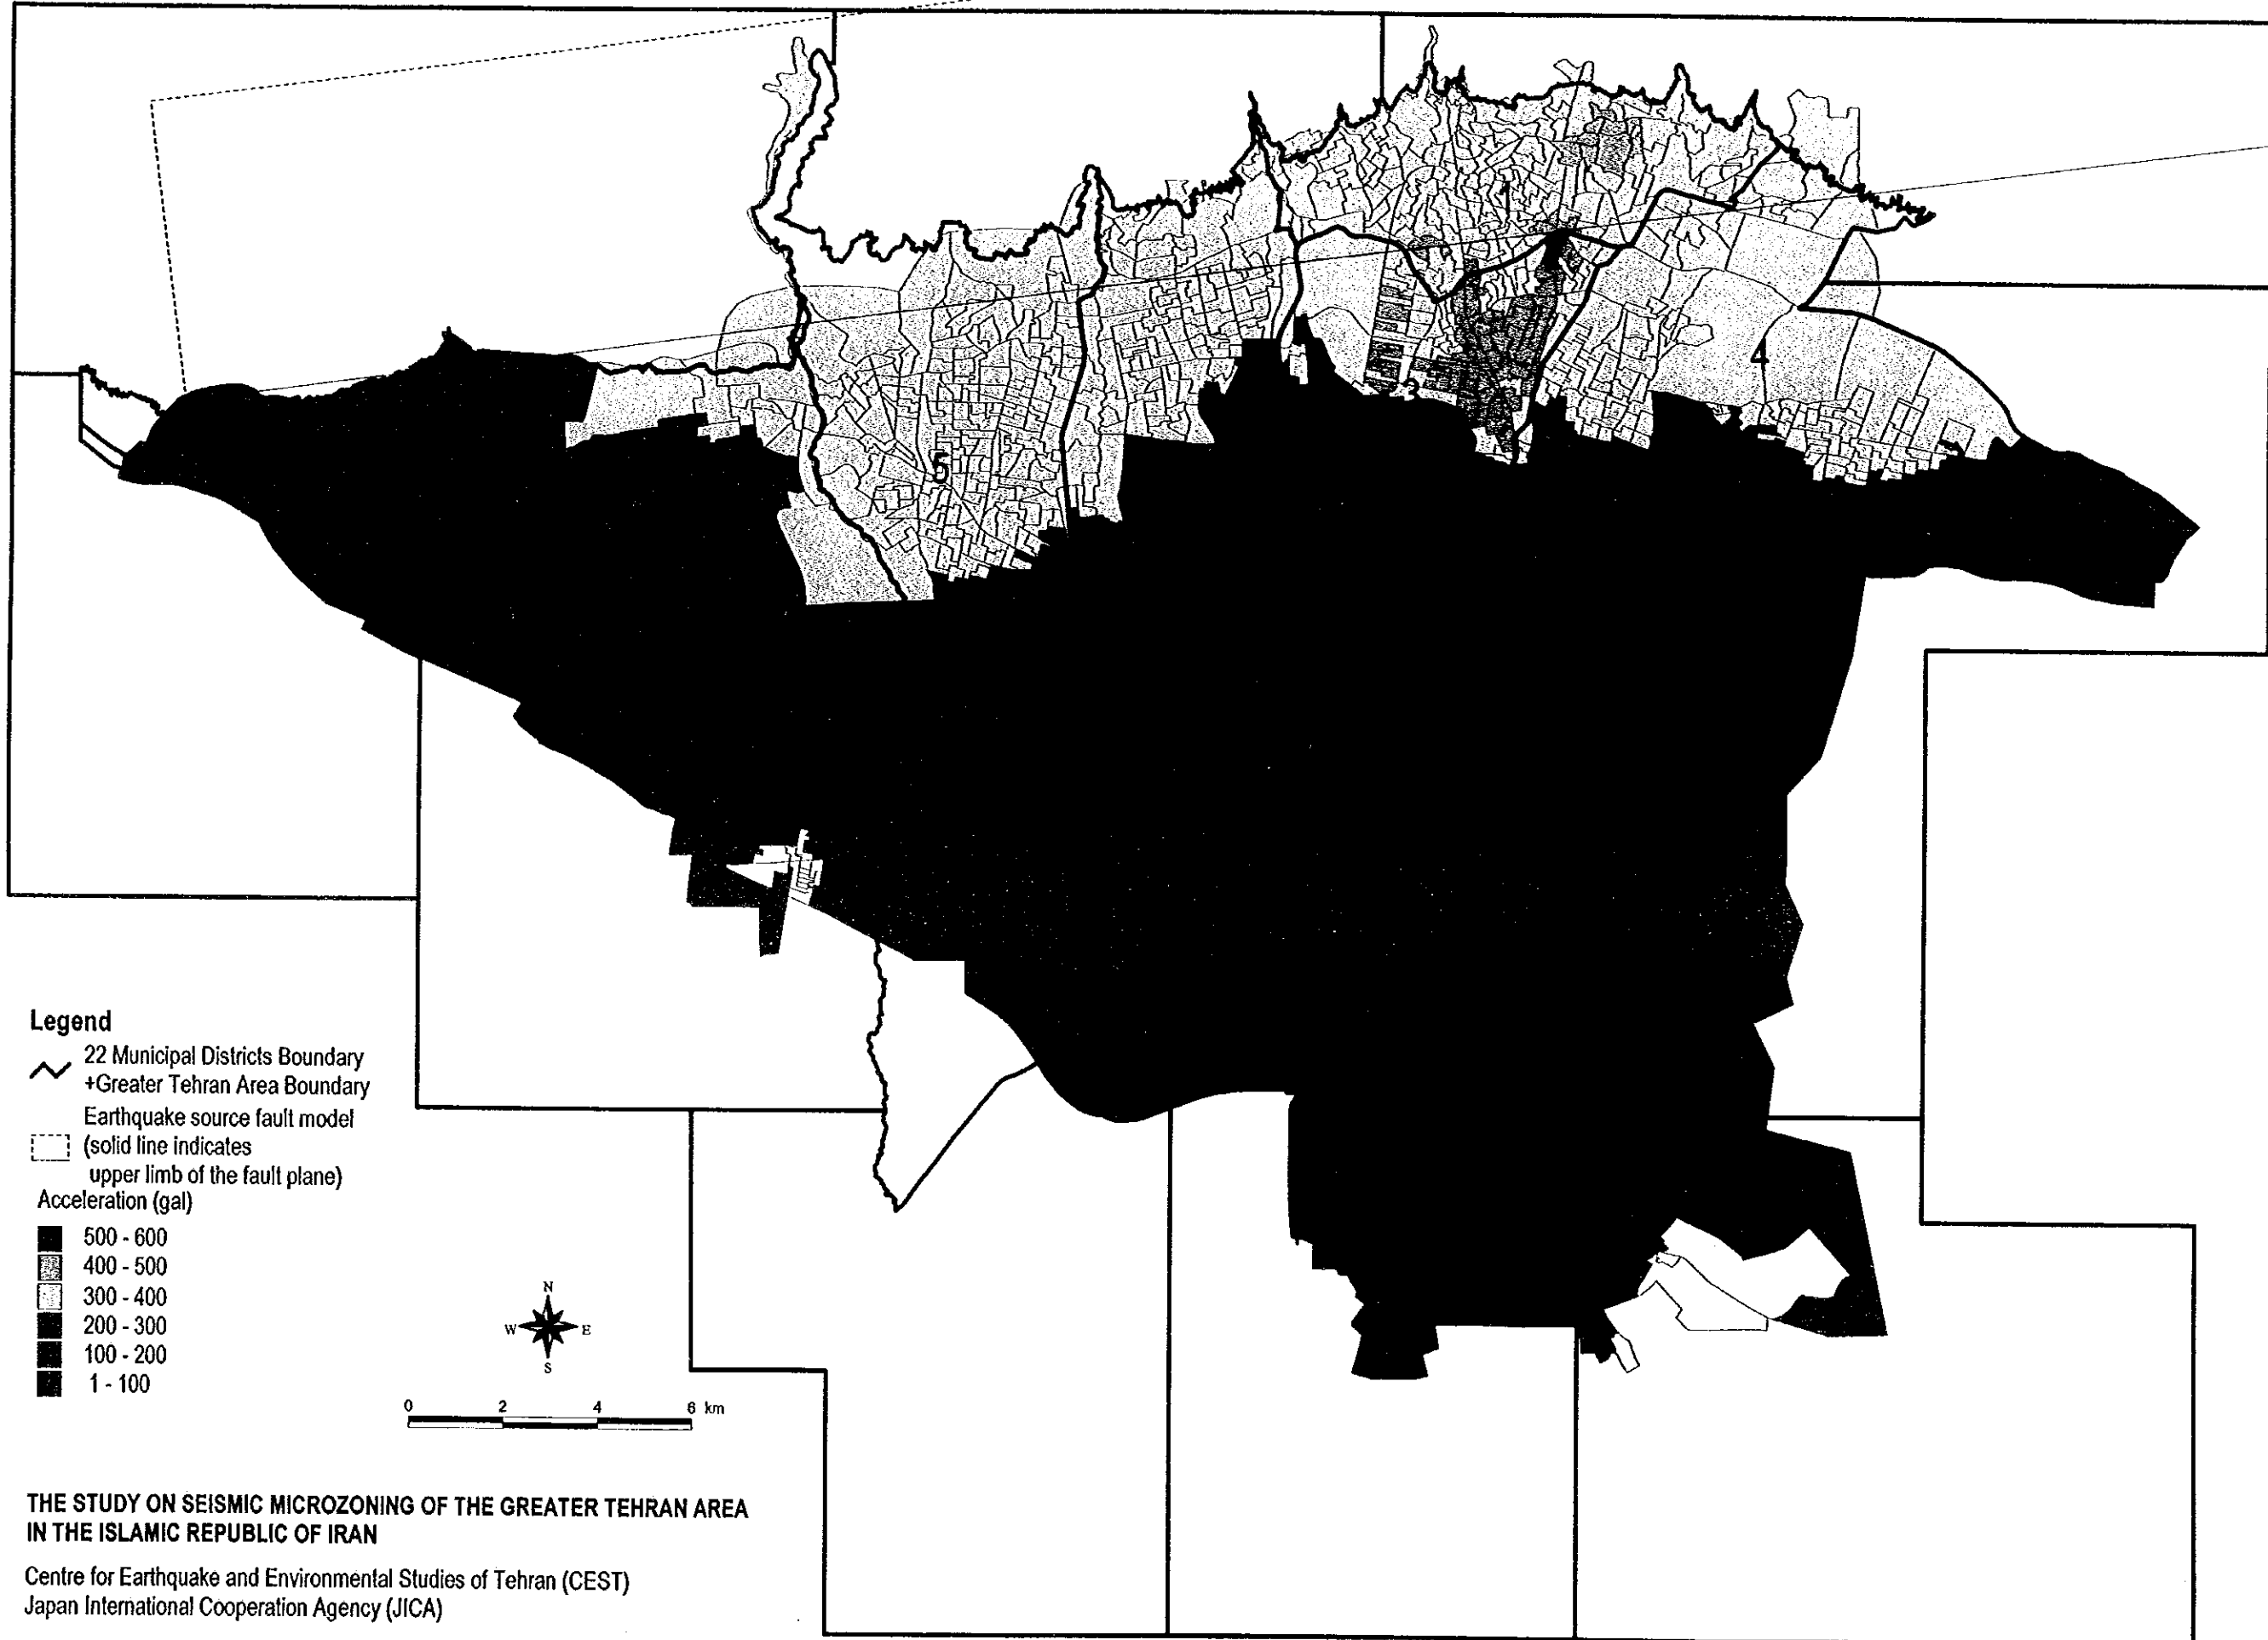 1
4
3
5
Legend
22 Municipal Districts Boundary
+Greater Tehran Area Boundary
Earthquake source fault model
(solid line indicates
upper limb of the fault plane)
Acceleration (gal)
500 - 600
400 - 500
300 - 400
200 - 300
100 - 200
1 - 100
N
W E
S
0 2 4 6 km
THE STUDY ON SEISMIC MICROZONING OF THE GREATER TEHRAN AREA
IN THE ISLAMIC REPUBLIC OF IRAN
Centre for Earthquake and Environmental Studies of Tehran (CEST)
Japan International Cooperation Agency (JICA)